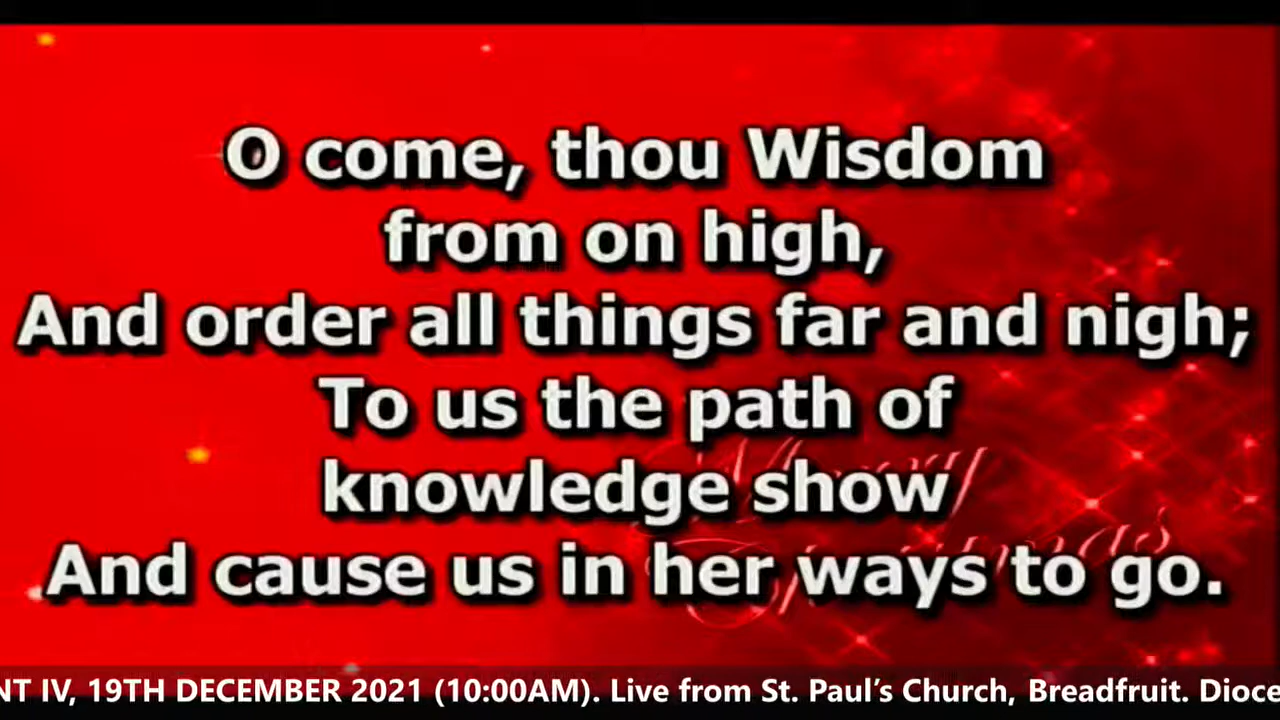 O come, thou Wisdom
from on high,
And order all things far and nigh;
To us the path of
knowledge show
And cause us in her ways to go.
Merry
Christmas
NT IV, 19TH DECEMBER 2021 (10:00AM). Live from St. Paul’s Church, Breadfruit. Dioce